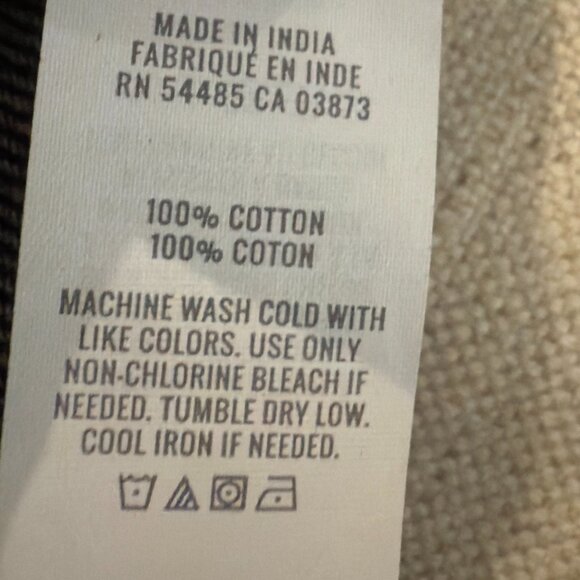 MADE IN INDIA
FABRIQUÉ EN INDE
RN 54485 CA 03873
100% COTTON
100% COTON
MACHINE WASH COLD WITH
LIKE COLORS. USE ONLY
NON-CHLORINE BLEACH IF
NEEDED. TUMBLE DRY LOW.
COOL IRON IF NEEDED.